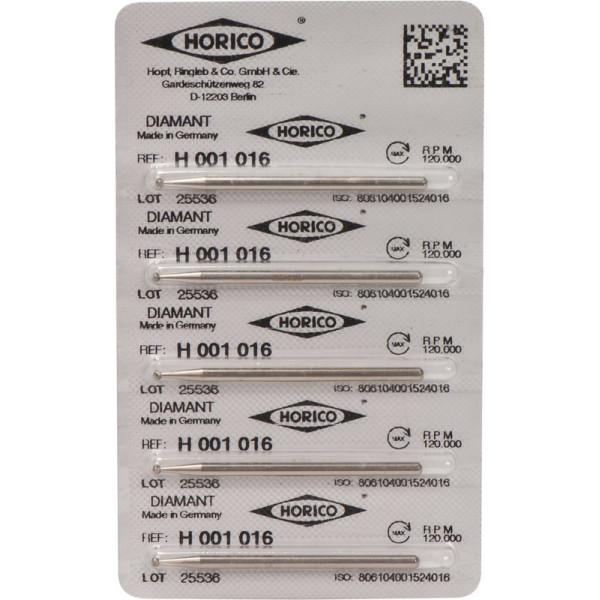 HORICO ®
Hopf, Ringleb & Co. GmbH & Cie.
Gardeschützenweg 82
D-12203 Berlin
DIAMANT
Made in Germany
HORICO ®
REF: H 001 016
MAX
RPM
120.000
LOT 25536
ISO: 806104001524016
DIAMANT
Made in Germany
HORICO ®
REF: H 001 016
MAX
RPM
120.000
LOT 25536
ISO: 806104001524016
DIAMANT
Made in Germany
HORICO ®
REF: H 001 016
MAX
RPM
120.000
LOT 25536
ISO: 806104001524016
DIAMANT
Made in Germany
HORICO ®
REF: H 001 016
MAX
RPM
120.000
LOT 25536
ISO: 806104001524016
DIAMANT
Made in Germany
HORICO ®
REF: H 001 016
MAX
RPM
120.000
LOT 25536
ISO: 806104001524016